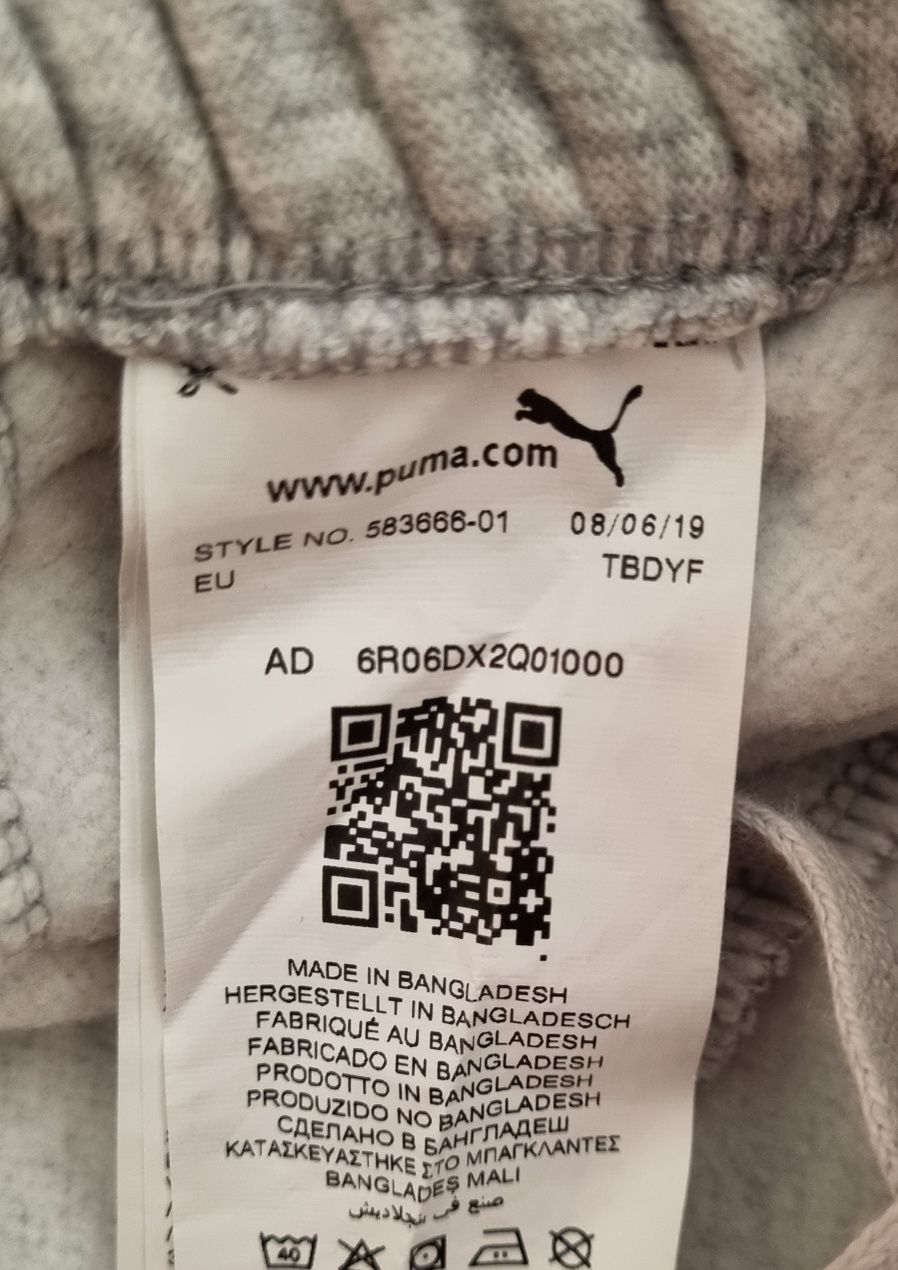 www.puma.com
STYLE NO. 583666-01 08/06/19
EU TBDYF
AD 6R06DX2Q01000
MADE IN BANGLADESH
HERGESTELLT IN BANGLADESCH
FABRIQUÉ AU BANGLADESH
FABRICADO EN BANGLADESH
PRODOTTO IN BANGLADESH
PRODUZIDO NO BANGLADESH
СДЕЛАНО В БАНГЛАДЕШ
ΚΑΤΑΣΚΕΥΑΣΤΗΚΕ ΣΤΟ ΜΠΑΓΚΛΑΝΤΕΣ
BANGLADEŞ MALI
صنع في بنجلاديش
40